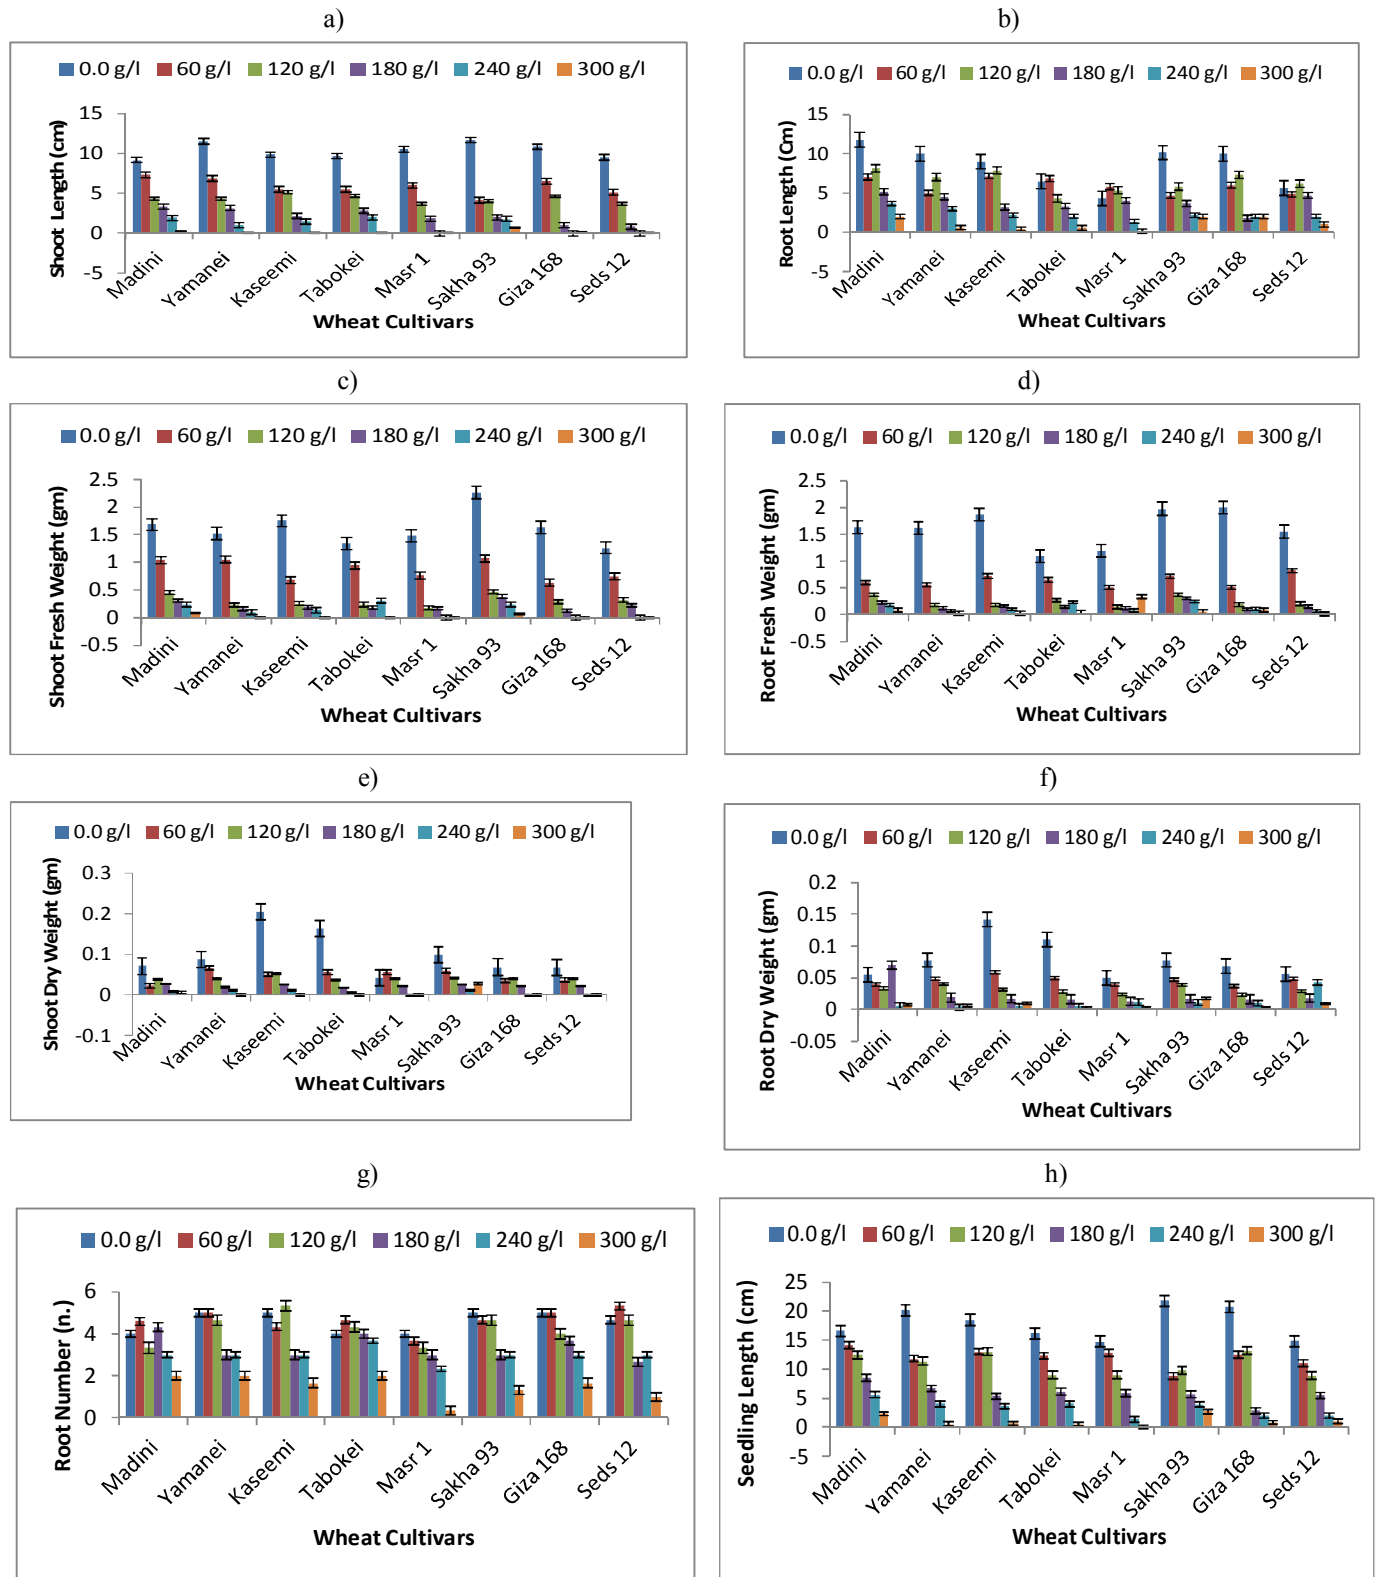 a)
0.0 g/l 60 g/l 120 g/l 180 g/l 240 g/l 300 g/l
Shoot Length (cm)
15
10
5
0
-5
Madini Yamanei Kaseemi Tabokei Masr 1 Sakha 93 Giza 168 Seds 12
Wheat Cultivars
b)
0.0 g/l 60 g/l 120 g/l 180 g/l 240 g/l 300 g/l
Root Length (Cm)
15
10
5
0
-5
Madini Yamanei Kaseemi Tabokei Masr 1 Sakha 93 Giza 168 Seds 12
Wheat Cultivars
c)
0.0 g/l 60 g/l 120 g/l 180 g/l 240 g/l 300 g/l
Shoot Fresh Weight (gm)
2.5
2
1.5
1
0.5
0
-0.5
Madini Yamanei Kaseemi Tabokei Masr 1 Sakha 93 Giza 168 Seds 12
Wheat Cultivars
d)
0.0 g/l 60 g/l 120 g/l 180 g/l 240 g/l 300 g/l
Root Fresh Weight (gm)
2.5
2
1.5
1
0.5
0
-0.5
Madini Yamanei Kaseemi Tabokei Masr 1 Sakha 93 Giza 168 Seds 12
Wheat Cultivars
e)
0.0 g/l 60 g/l 120 g/l 180 g/l 240 g/l 300 g/l
Shoot Dry Weight (gm)
0.3
0.2
0.1
0
-0.1
Madini Yamanei Kaseemi Tabokei Masr 1 Sakha 93 Giza 168 Seds 12
Wheat Cultivars
f)
0.0 g/l 60 g/l 120 g/l 180 g/l 240 g/l 300 g/l
Root Dry Weight (gm)
0.2
0.15
0.1
0.05
0
-0.05
Madini Yamanei Kaseemi Tabokei Masr 1 Sakha 93 Giza 168 Seds 12
Wheat Cultivars
g)
0.0 g/l 60 g/l 120 g/l 180 g/l 240 g/l 300 g/l
Root Number (n.)
6
4
2
0
Madini Yamanei Kaseemi Tabokei Masr 1 Sakha 93 Giza 168 Seds 12
Wheat Cultivars
h)
0.0 g/l 60 g/l 120 g/l 180 g/l 240 g/l 300 g/l
Seedling Length (cm)
25
20
15
10
5
0
-5
Madini Yamanei Kaseemi Tabokei Masr 1 Sakha 93 Giza 168 Seds 12
Wheat Cultivars